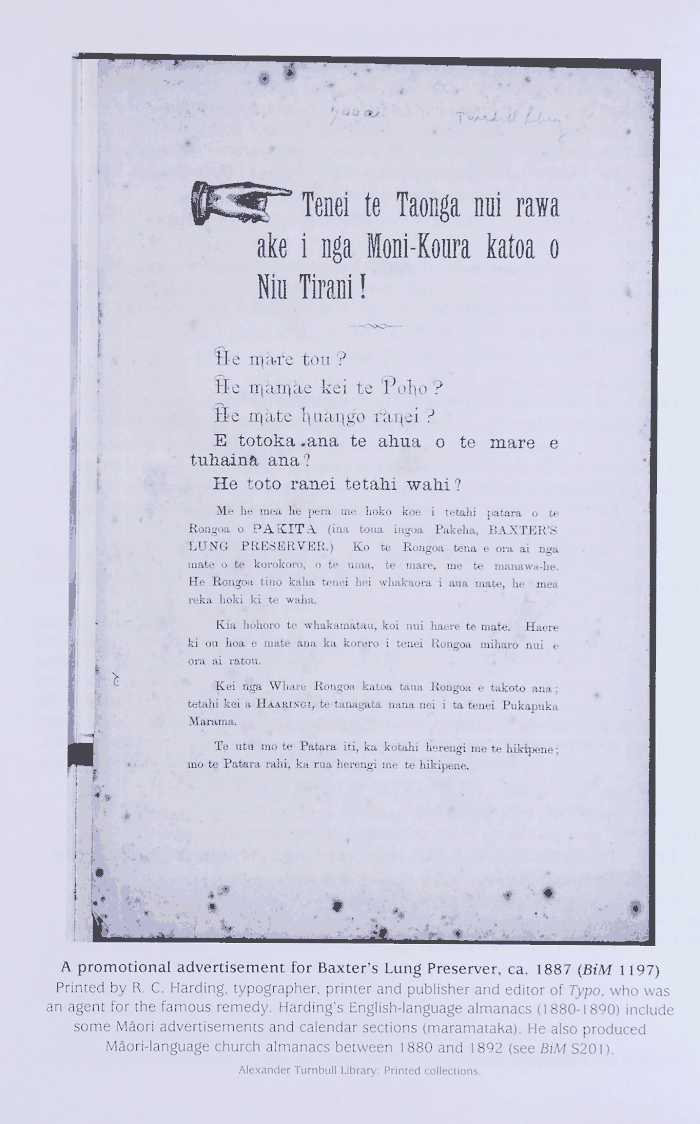 Tenei te Taonga nui rawa
ake i nga Moni-Koura katoa o
Niu Tirani !
He mare tou ?
He mamae kei te Poho ?
He mate huango ranei ?
E totoka ana te ahua o te mare e
tuhaina ana ?
He toto ranei tetahi wahi ?
Me he mea he pera me hoko koe i tetahi patara o te
Rongoa o PAKITA (ina tona ingoa Pakeha, BAXTER'S
LUNG PRESERVER.) Ko te Rongoa tena e ora ai nga
mate o te korokoro, o te uma, te mare, me te manawa-he.
He Rongoa tino kaha tenei hei whakaora i ana mate, he mea
reka hoki ki te waha.
Kia hohoro te whakamatau, koi nui haere te mate. Haere
ki ou hoa e mate ana ka korero i tenei Rongoa miharo nui e
ora ai ratou.
Kei nga Whare Rongoa katoa taua Rongoa e takoto ana ;
tetahi kei a HAARINGI, te tanagata nana nei i ta tenei Pukapuka
Marama.
Te utu mo te Patara iti, ka kotahi herengi me te hikipene ;
mo te Patara rahi, ka rua herengi me te hikipene.
A promotional advertisement for Baxter's Lung Preserver, ca. 1887 (BiM 1197)
Printed by R. C. Harding, typographer, printer and publisher and editor of Typo, who was
an agent for the famous remedy. Harding's English-language almanacs (1880-1890) include
some Māori advertisements and calendar sections (maramataka). He also produced
Māori-language church almanacs between 1880 and 1892 (see BiM S201).
Alexander Turnbull Library: Printed collections.